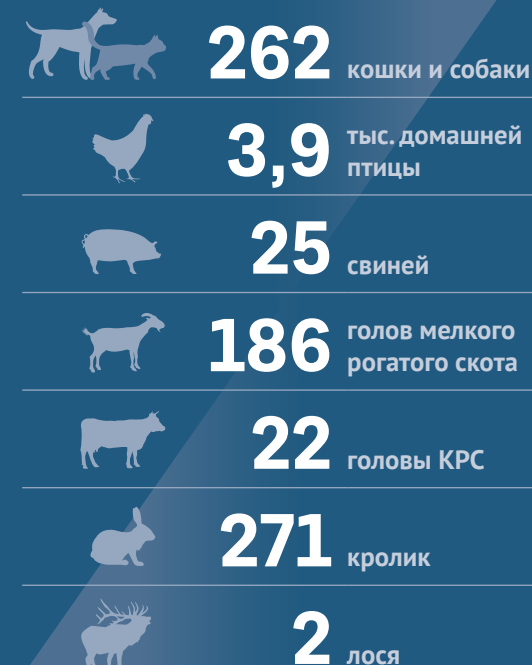 262 кошки и собаки
3,9 тыс. домашней
птицы
25 свиней
186 голов мелкого
рогатого скота
22 головы КРС
271 кролик
2 лося